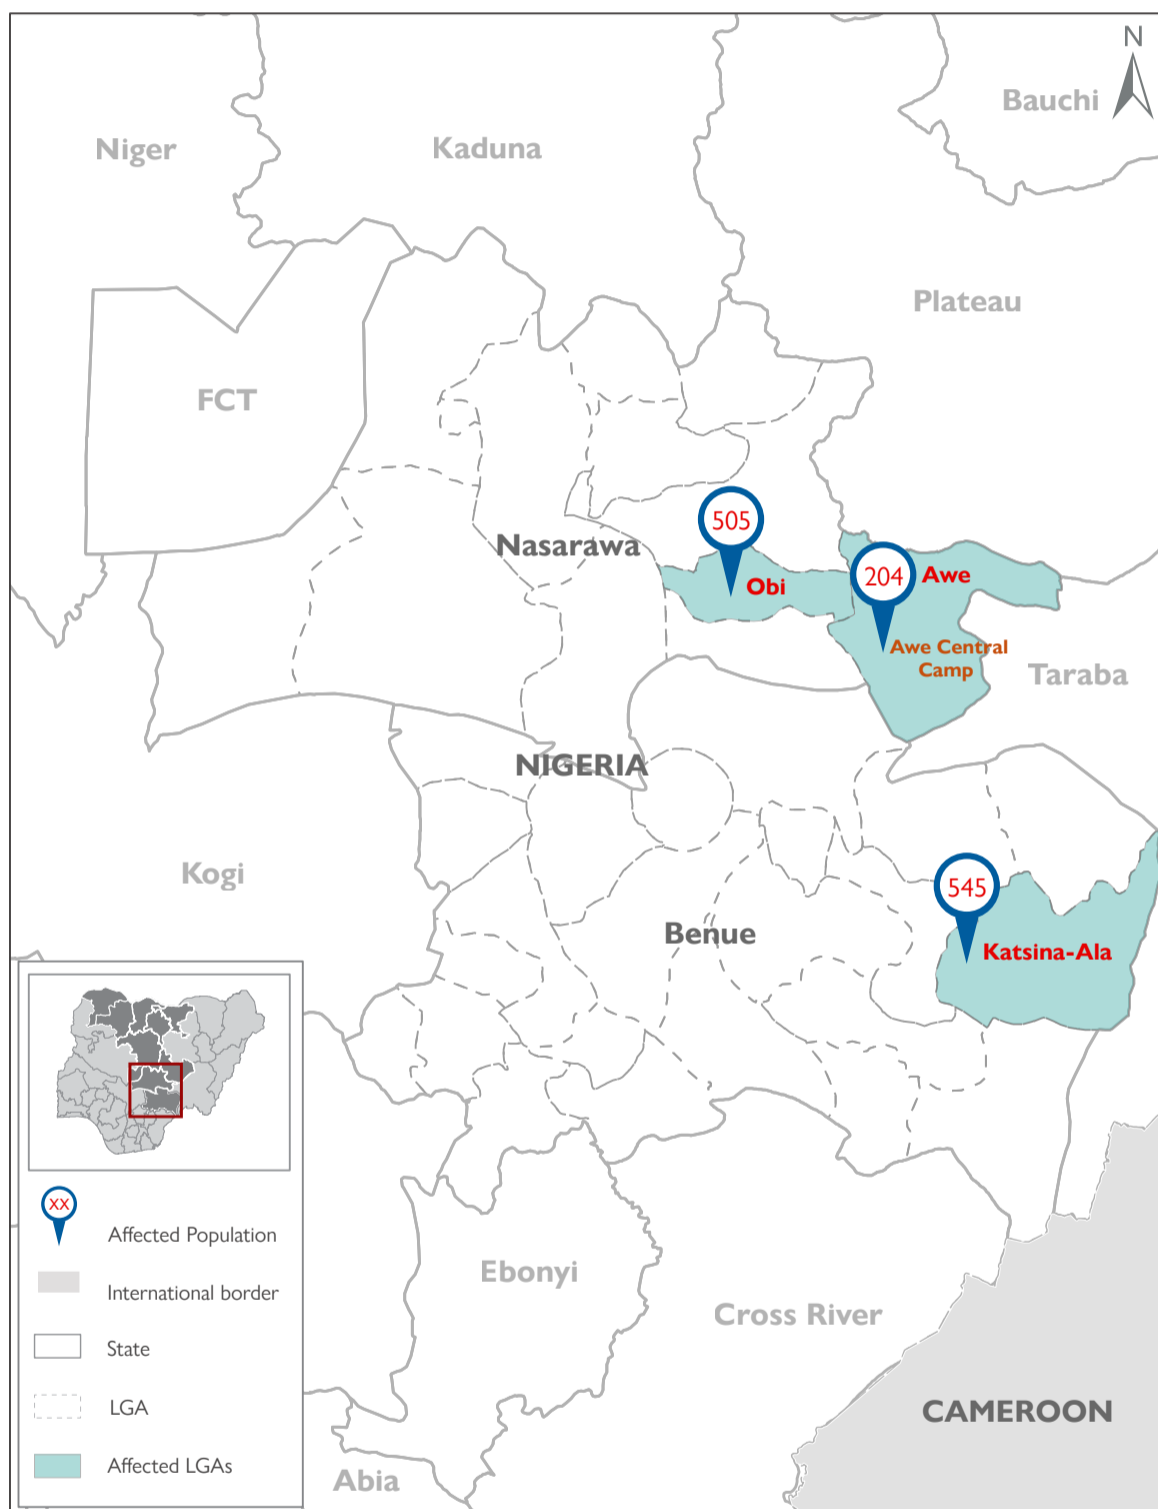 N
Bauchi
Niger
Kaduna
Plateau
FCT
505
Nasarawa
204
Awe
Obi
Awe Central
Camp
Taraba
NIGERIA
Kogi
545
Benue
Katsina-Ala
XX
Affected Population
International border
State
LGA
Affected LGAs
Ebonyi
Cross River
CAMEROON
Abia